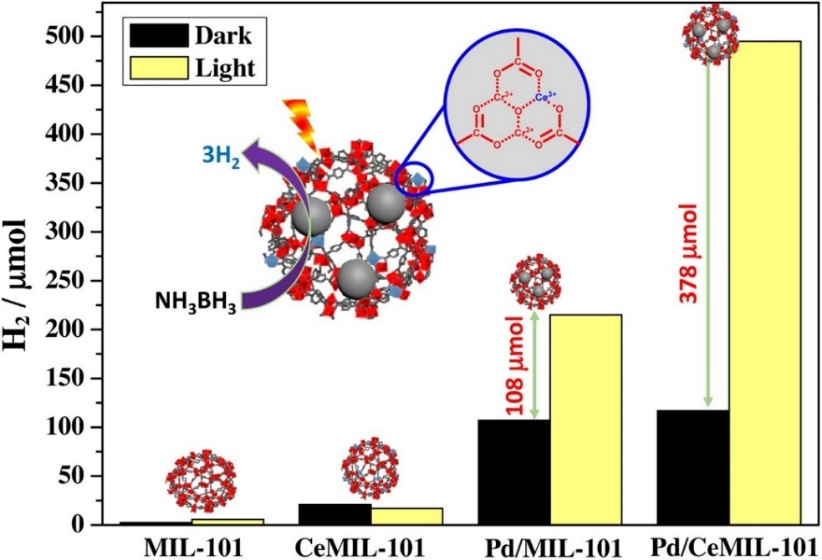 H₂ / μmol
500
450
400
350
300
250
200
150
100
50
0
Dark
Light
3H₂
NH₃BH₃
O
C
O
Cr³⁺
Ce³⁺
O
O
O
C
Cr³⁺
C
O
O
108 μmol
378 μmol
MIL-101
CeMIL-101
Pd/MIL-101
Pd/CeMIL-101